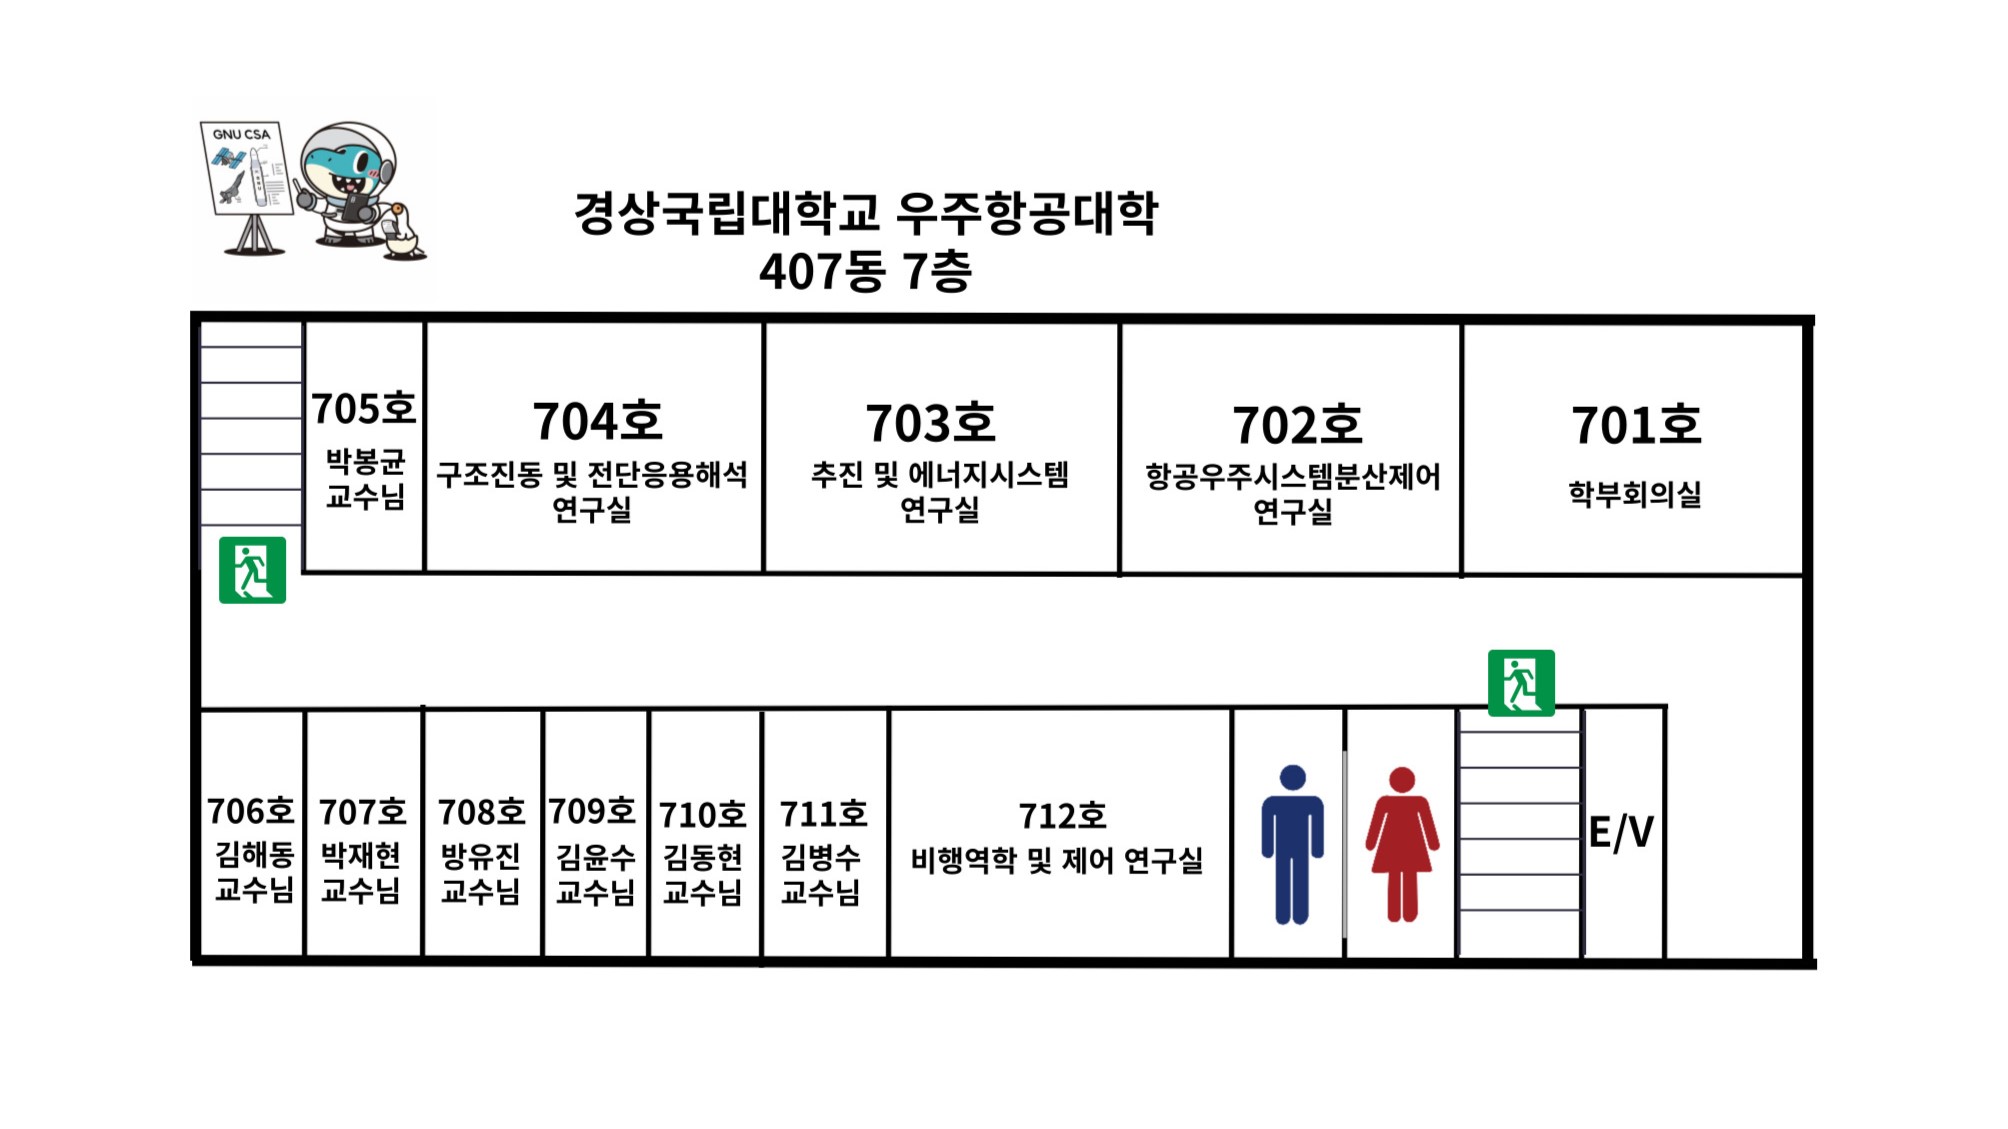 GNU CSA
경상국립대학교 우주항공대학
407동 7층
705호
박봉균
교수님
704호
구조진동 및 전단응용해석
연구실
703호
추진 및 에너지시스템
연구실
702호
항공우주시스템분산제어
연구실
701호
학부회의실
706호
김해동
교수님
707호
박재현
교수님
708호
방유진
교수님
709호
김윤수
교수님
710호
김동현
교수님
711호
김병수
교수님
712호
비행역학 및 제어 연구실
E/V